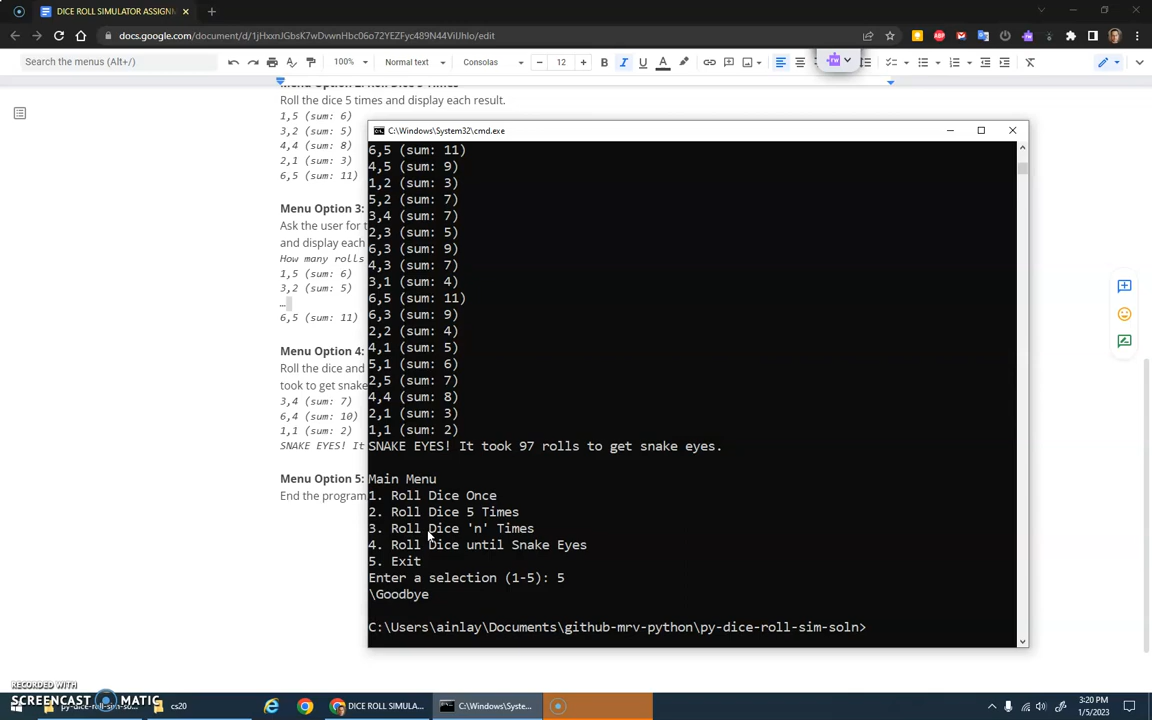 DICE ROLL SIMULATOR ASSIGNM
docs.google.com/document/d/1jHxxnJGbsK7wDvwnHbc06o72YEZFyc489N44ViIJhIo/edit
Search the menus (Alt+/)
100%
Normal text
Consolas
12
Roll the dice 5 times and display each result.
1,5 (sum: 6)
3,2 (sum: 5)
4,4 (sum: 8)
2,1 (sum: 3)
6,5 (sum: 11)
Menu Option 3:
Ask the user for t
and display each
How many rolls
1,5 (sum: 6)
3,2 (sum: 5)
…
6,5 (sum: 11)
Menu Option 4
Roll the dice and
took to get snake
3,4 (sum: 7)
6,4 (sum: 10)
1,1 (sum: 2)
SNAKE EYES! It
Menu Option 5:
End the program
C:\Windows\System32\cmd.exe
6,5 (sum: 11)
4,5 (sum: 9)
1,2 (sum: 3)
5,2 (sum: 7)
3,4 (sum: 7)
2,3 (sum: 5)
6,3 (sum: 9)
4,3 (sum: 7)
3,1 (sum: 4)
6,5 (sum: 11)
6,3 (sum: 9)
2,2 (sum: 4)
4,1 (sum: 5)
5,1 (sum: 6)
2,5 (sum: 7)
4,4 (sum: 8)
2,1 (sum: 3)
1,1 (sum: 2)
SNAKE EYES! It took 97 rolls to get snake eyes.
Main Menu
1. Roll Dice Once
2. Roll Dice 5 Times
3. Roll Dice 'n' Times
4. Roll Dice until Snake Eyes
5. Exit
Enter a selection (1-5): 5
\Goodbye
C:\Users\ainlay\Documents\github-mrv-python\py-dice-roll-sim-soln>
RECORDED WITH
SCREENCAST MATIC
py-dice-roll-sim-so...
cs20
DICE ROLL SIMULA...
C:\Windows\Syste...
3:20 PM
1/5/2023